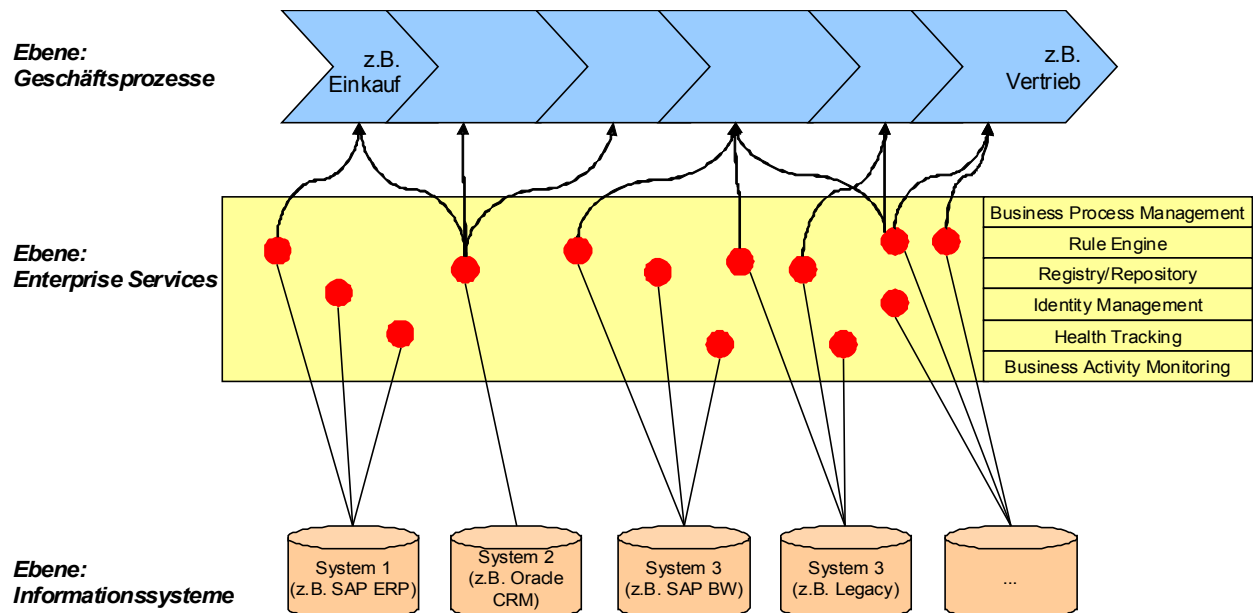 Ebene:
Geschäftsprozesse
z.B.
Einkauf
z.B.
Vertrieb
Ebene:
Enterprise Services
Business Process Management
Rule Engine
Registry/Repository
Identity Management
Health Tracking
Business Activity Monitoring
Ebene:
Informationssysteme
System 1
(z.B. SAP ERP)
System 2
(z.B. Oracle
CRM)
System 3
(z.B. SAP BW)
System 3
(z.B. Legacy)
...